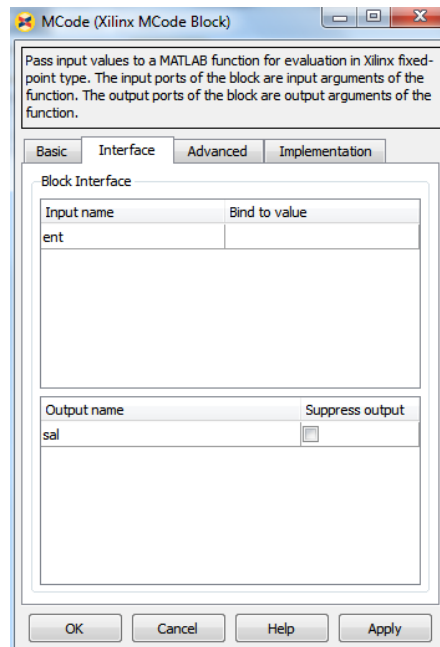 MCode (Xilinx MCode Block)
Pass input values to a MATLAB function for evaluation in Xilinx fixed-
point type. The input ports of the block are input arguments of the
function. The output ports of the block are output arguments of the
function.
Basic Interface Advanced Implementation
Block Interface
Input name Bind to value
ent
Output name Suppress output
sal
OK Cancel Help Apply